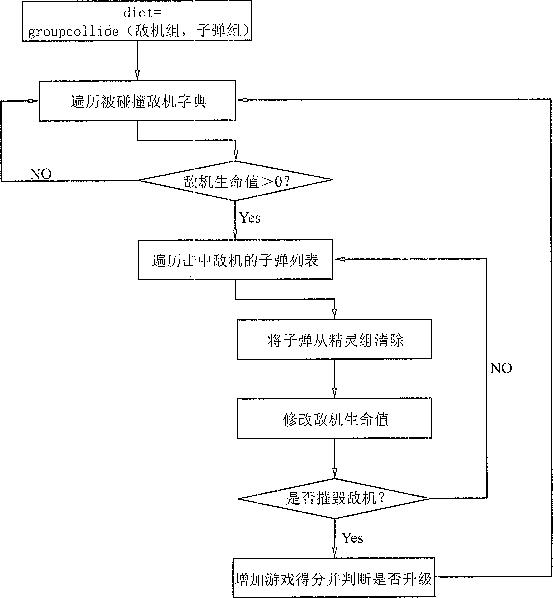 dict=
groupcollide(敌机组, 子弹组)
遍历被碰撞敌机字典
NO
敌机生命值>0?
Yes
遍历击中敌机的子弹列表
将子弹从精灵组清除
NO
修改敌机生命值
是否摧毁敌机?
Yes
增加游戏得分并判断是否升级